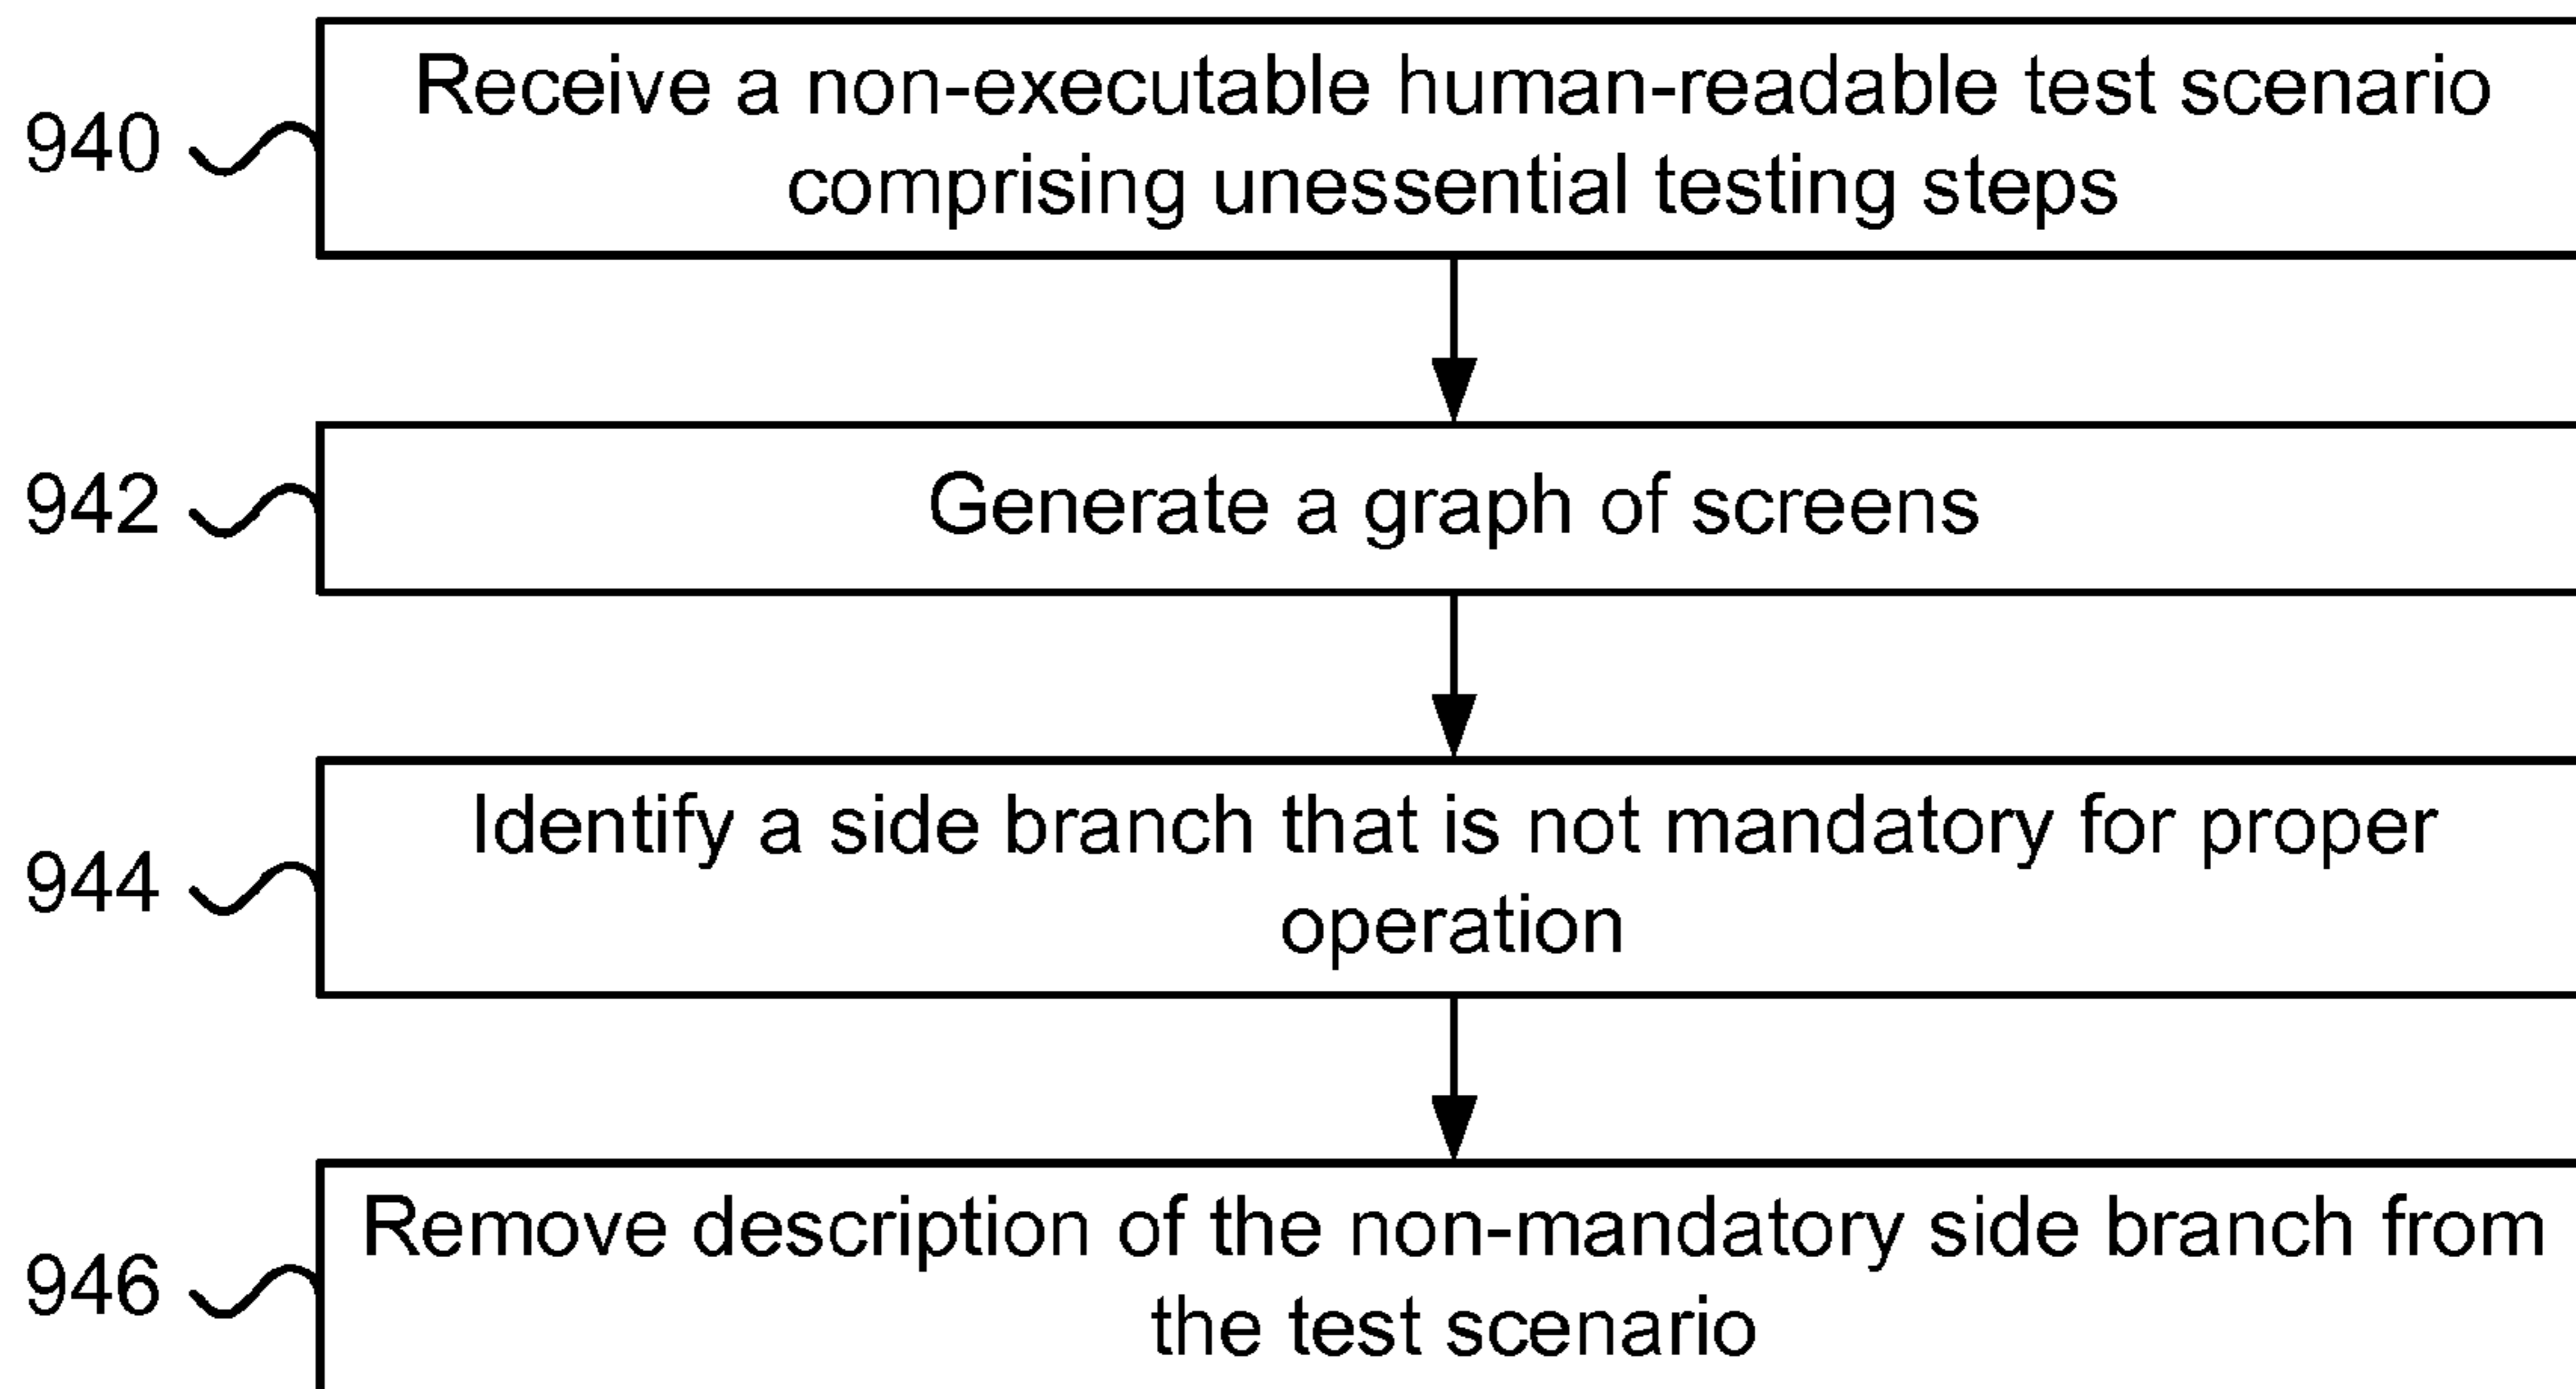 940
Receive a non-executable human-readable test scenario
comprising unessential testing steps
942
Generate a graph of screens
944
Identify a side branch that is not mandatory for proper
operation
946
Remove description of the non-mandatory side branch from
the test scenario